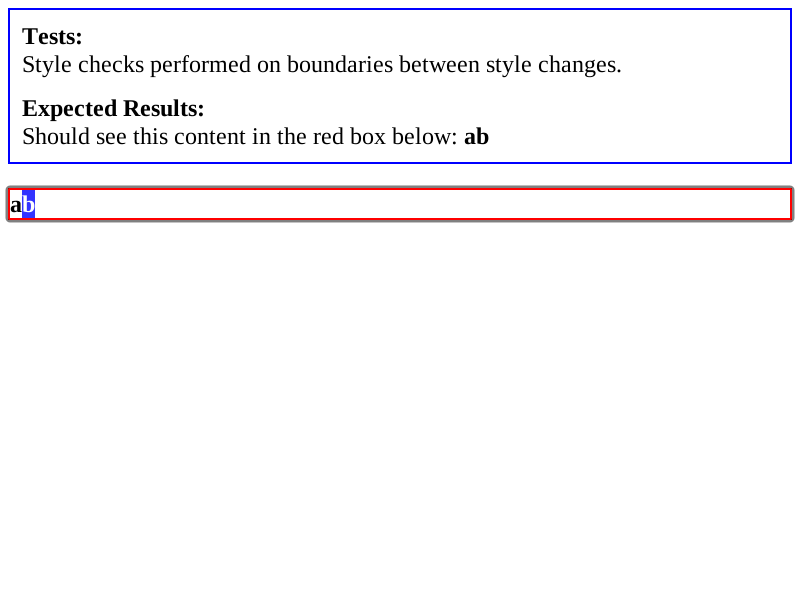 Tests:
Style checks performed on boundaries between style changes.
Expected Results:
Should see this content in the red box below: ab
ab